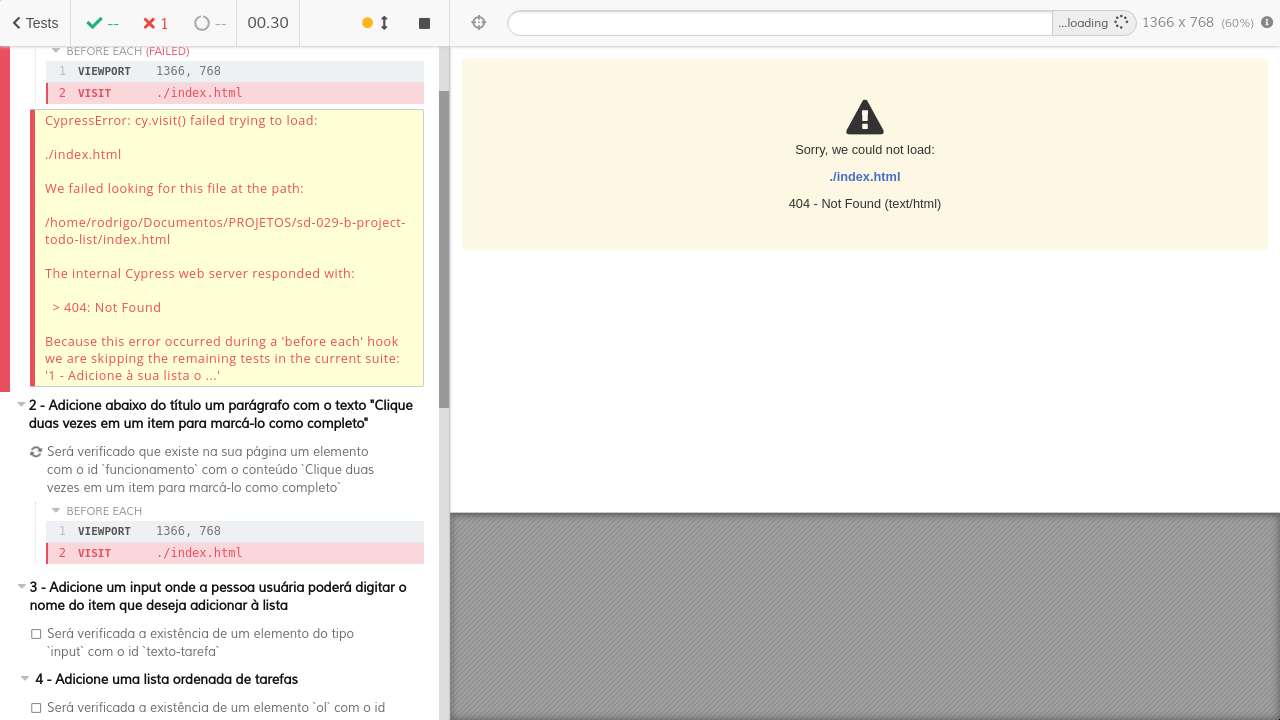 Tests
--
1
--
00.30
...loading
1366 x 768 (60%)
BEFORE EACH (FAILED)
1 VIEWPORT 1366, 768
2 VISIT ./index.html
CypressError: cy.visit() failed trying to load:
./index.html
We failed looking for this file at the path:
/home/rodrigo/Documentos/PROJETOS/sd-029-b-project-
todo-list/index.html
The internal Cypress web server responded with:
> 404: Not Found
Because this error occurred during a 'before each' hook
we are skipping the remaining tests in the current suite:
'1 - Adicione à sua lista o ...'
2 - Adicione abaixo do título um parágrafo com o texto "Clique
duas vezes em um item para marcá-lo como completo"
Será verificado que existe na sua página um elemento
com o id `funcionamento` com o conteúdo `Clique duas
vezes em um item para marcá-lo como completo`
BEFORE EACH
1 VIEWPORT 1366, 768
2 VISIT ./index.html
3 - Adicione um input onde a pessoa usuária poderá digitar o
nome do item que deseja adicionar à lista
Será verificada a existência de um elemento do tipo
`input` com o id `texto-tarefa`
4 - Adicione uma lista ordenada de tarefas
Será verificada a existência de um elemento `ol` com o id
Sorry, we could not load:
./index.html
404 - Not Found (text/html)